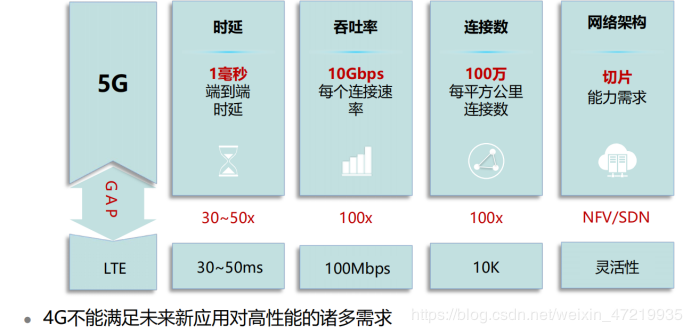 时延
吞吐率
连接数
网络架构
5G
1毫秒
端到端
时延
10Gbps
每个连接速
率
100万
每平方公里
连接数
切片
能力需求
GAP
30~50x
100x
100x
NFV/SDN
LTE
30~50ms
100Mbps
10K
灵活性
• 4G不能满足未来新应用对高性能的诸多需求
https://blog.csdn.net/weixin_47219935